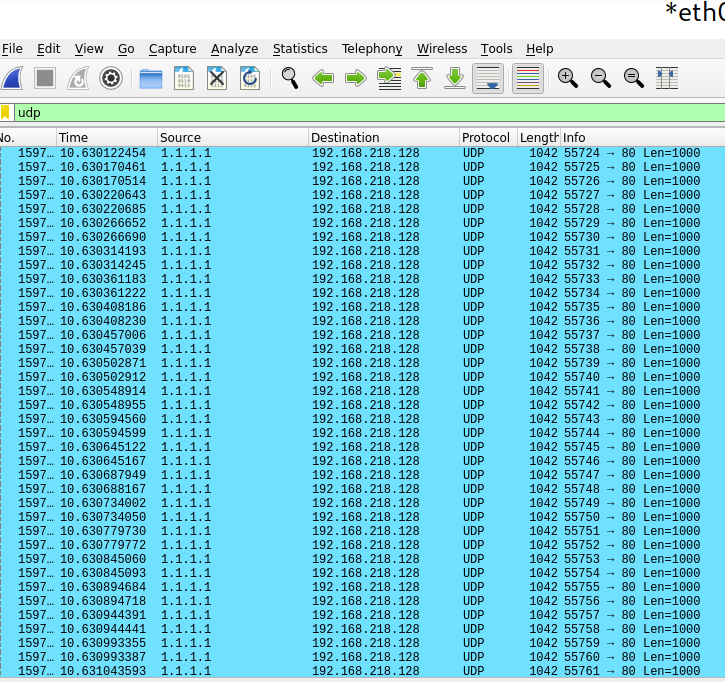 *eth0
File Edit View Go Capture Analyze Statistics Telephony Wireless Tools Help
udp
No. Time Source Destination Protocol Length Info
1597… 10.630122454 1.1.1.1 192.168.218.128 UDP 1042 55724 → 80 Len=1000
1597… 10.630170461 1.1.1.1 192.168.218.128 UDP 1042 55725 → 80 Len=1000
1597… 10.630170514 1.1.1.1 192.168.218.128 UDP 1042 55726 → 80 Len=1000
1597… 10.630220643 1.1.1.1 192.168.218.128 UDP 1042 55727 → 80 Len=1000
1597… 10.630220685 1.1.1.1 192.168.218.128 UDP 1042 55728 → 80 Len=1000
1597… 10.630266652 1.1.1.1 192.168.218.128 UDP 1042 55729 → 80 Len=1000
1597… 10.630266690 1.1.1.1 192.168.218.128 UDP 1042 55730 → 80 Len=1000
1597… 10.630314193 1.1.1.1 192.168.218.128 UDP 1042 55731 → 80 Len=1000
1597… 10.630314245 1.1.1.1 192.168.218.128 UDP 1042 55732 → 80 Len=1000
1597… 10.630361183 1.1.1.1 192.168.218.128 UDP 1042 55733 → 80 Len=1000
1597… 10.630361222 1.1.1.1 192.168.218.128 UDP 1042 55734 → 80 Len=1000
1597… 10.630408186 1.1.1.1 192.168.218.128 UDP 1042 55735 → 80 Len=1000
1597… 10.630408230 1.1.1.1 192.168.218.128 UDP 1042 55736 → 80 Len=1000
1597… 10.630457006 1.1.1.1 192.168.218.128 UDP 1042 55737 → 80 Len=1000
1597… 10.630457039 1.1.1.1 192.168.218.128 UDP 1042 55738 → 80 Len=1000
1597… 10.630502871 1.1.1.1 192.168.218.128 UDP 1042 55739 → 80 Len=1000
1597… 10.630502912 1.1.1.1 192.168.218.128 UDP 1042 55740 → 80 Len=1000
1597… 10.630548914 1.1.1.1 192.168.218.128 UDP 1042 55741 → 80 Len=1000
1597… 10.630548955 1.1.1.1 192.168.218.128 UDP 1042 55742 → 80 Len=1000
1597… 10.630594560 1.1.1.1 192.168.218.128 UDP 1042 55743 → 80 Len=1000
1597… 10.630594599 1.1.1.1 192.168.218.128 UDP 1042 55744 → 80 Len=1000
1597… 10.630645122 1.1.1.1 192.168.218.128 UDP 1042 55745 → 80 Len=1000
1597… 10.630645167 1.1.1.1 192.168.218.128 UDP 1042 55746 → 80 Len=1000
1597… 10.630687949 1.1.1.1 192.168.218.128 UDP 1042 55747 → 80 Len=1000
1597… 10.630688167 1.1.1.1 192.168.218.128 UDP 1042 55748 → 80 Len=1000
1597… 10.630734002 1.1.1.1 192.168.218.128 UDP 1042 55749 → 80 Len=1000
1597… 10.630734050 1.1.1.1 192.168.218.128 UDP 1042 55750 → 80 Len=1000
1597… 10.630779730 1.1.1.1 192.168.218.128 UDP 1042 55751 → 80 Len=1000
1597… 10.630779772 1.1.1.1 192.168.218.128 UDP 1042 55752 → 80 Len=1000
1597… 10.630845060 1.1.1.1 192.168.218.128 UDP 1042 55753 → 80 Len=1000
1597… 10.630845093 1.1.1.1 192.168.218.128 UDP 1042 55754 → 80 Len=1000
1597… 10.630894684 1.1.1.1 192.168.218.128 UDP 1042 55755 → 80 Len=1000
1597… 10.630894718 1.1.1.1 192.168.218.128 UDP 1042 55756 → 80 Len=1000
1597… 10.630944391 1.1.1.1 192.168.218.128 UDP 1042 55757 → 80 Len=1000
1597… 10.630944441 1.1.1.1 192.168.218.128 UDP 1042 55758 → 80 Len=1000
1597… 10.630993355 1.1.1.1 192.168.218.128 UDP 1042 55759 → 80 Len=1000
1597… 10.630993387 1.1.1.1 192.168.218.128 UDP 1042 55760 → 80 Len=1000
1597… 10.631043593 1.1.1.1 192.168.218.128 UDP 1042 55761 → 80 Len=1000